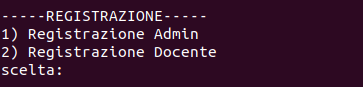 -----REGISTRAZIONE-----
1) Registrazione Admin
2) Registrazione Docente
scelta: